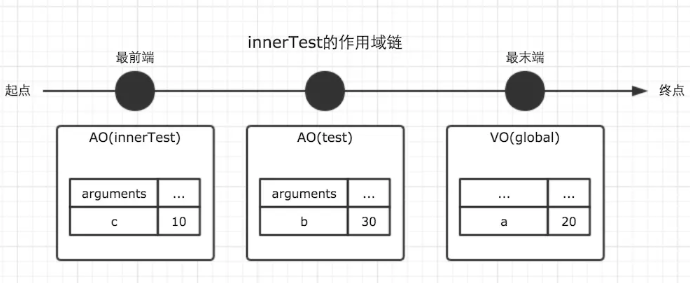 innerTest的作用域链
最前端
最末端
起点
终点
AO(innerTest)
AO(test)
VO(global)
arguments ...
arguments ...
... ...
c 10
b 30
a 20